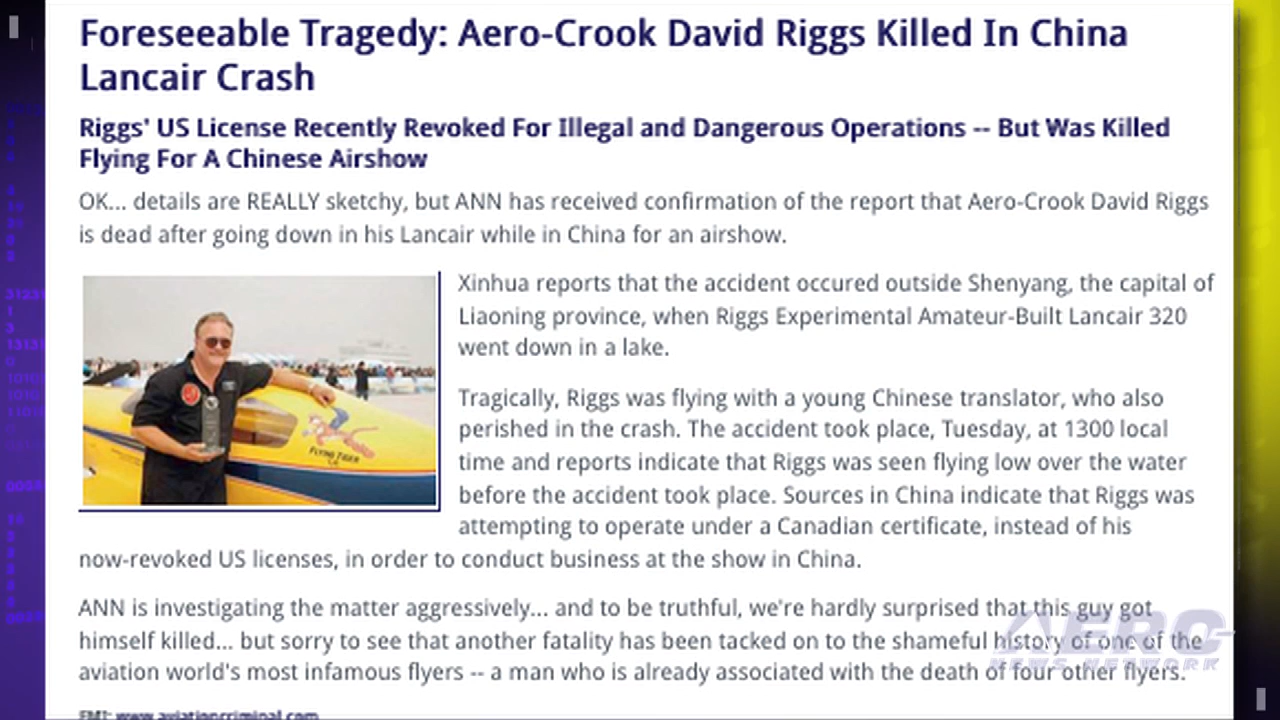 Foreseeable Tragedy: Aero-Crook David Riggs Killed In China
Lancair Crash
Riggs' US License Recently Revoked For Illegal and Dangerous Operations -- But Was Killed
Flying For A Chinese Airshow
OK... details are REALLY sketchy, but ANN has received confirmation of the report that Aero-Crook David Riggs
is dead after going down in his Lancair while in China for an airshow.
Xinhua reports that the accident occured outside Shenyang, the capital of
Liaoning province, when Riggs Experimental Amateur-Built Lancair 320
went down in a lake.
Tragically, Riggs was flying with a young Chinese translator, who also
perished in the crash. The accident took place, Tuesday, at 1300 local
time and reports indicate that Riggs was seen flying low over the water
before the accident took place. Sources in China indicate that Riggs was
attempting to operate under a Canadian certificate, instead of his
now-revoked US licenses, in order to conduct business at the show in China.
FLYING TIGER
ANN is investigating the matter aggressively... and to be truthful, we're hardly surprised that this guy got
himself killed... but sorry to see that another fatality has been tacked on to the shameful history of one of the
aviation world's most infamous flyers -- a man who is already associated with the death of four other flyers.
AERO
NEWS NETWORK
FMI: www.aviationcriminal.com